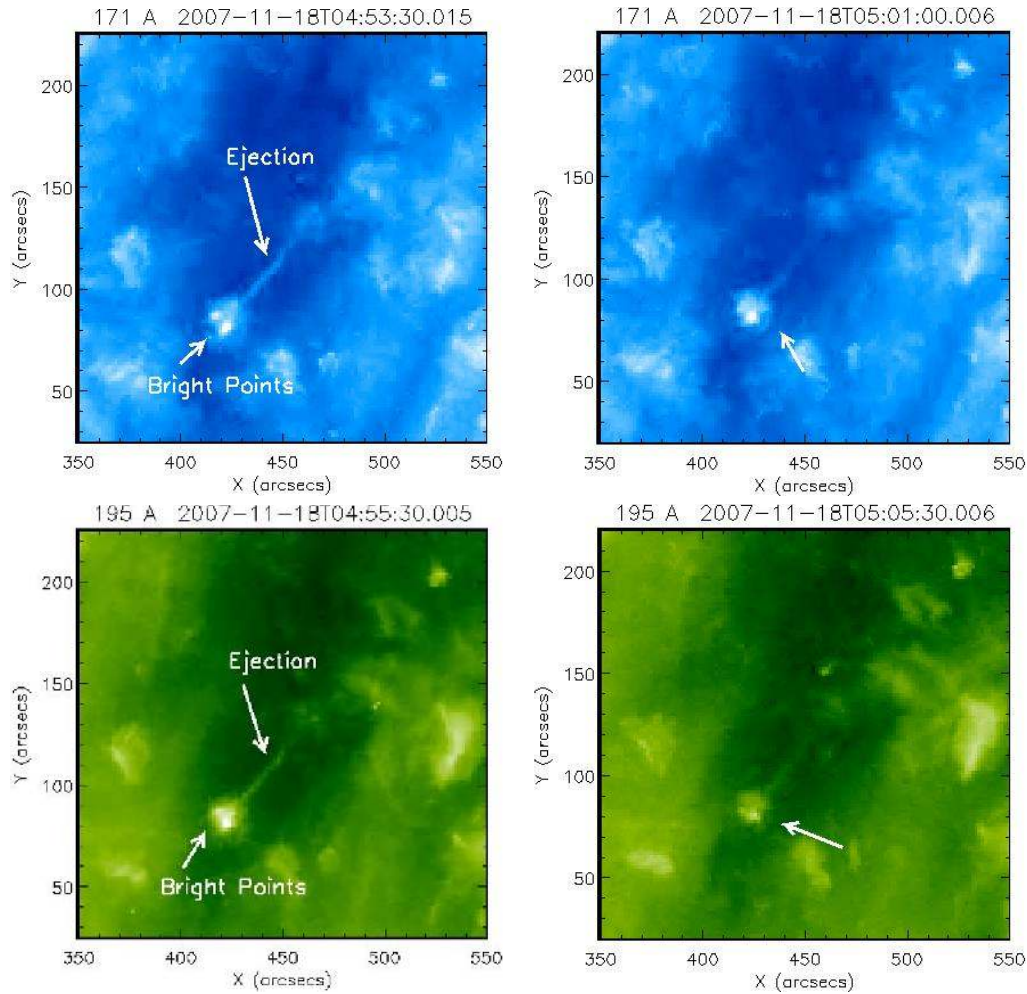 171 A 2007-11-18T04:53:30.015
200
150
100
50
Y (arcsecs)
Ejection
Bright Points
350 400 450 500 550
X (arcsecs)
171 A 2007-11-18T05:01:00.006
200
150
100
50
Y (arcsecs)
350 400 450 500 550
X (arcsecs)
195 A 2007-11-18T04:55:30.005
200
150
100
50
Y (arcsecs)
Ejection
Bright Points
350 400 450 500 550
X (arcsecs)
195 A 2007-11-18T05:05:30.006
200
150
100
50
Y (arcsecs)
350 400 450 500 550
X (arcsecs)